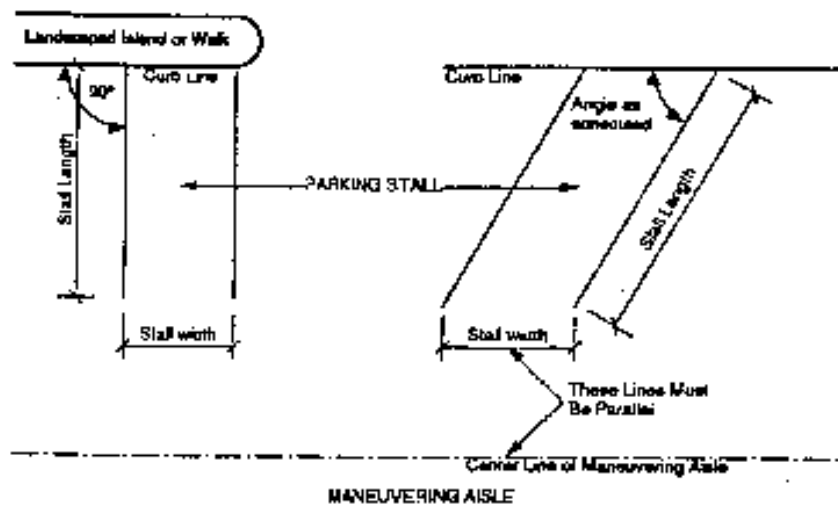 Landscaped Island or Walk
Curb Line
Curb Line
90°
Angle as
Stall Length
PARKING STALL
Stall Length
Stall width
Stall width
These Lines Must
Be Parallel
Center Line of Maneuvering Aisle
MANEUVERING AISLE